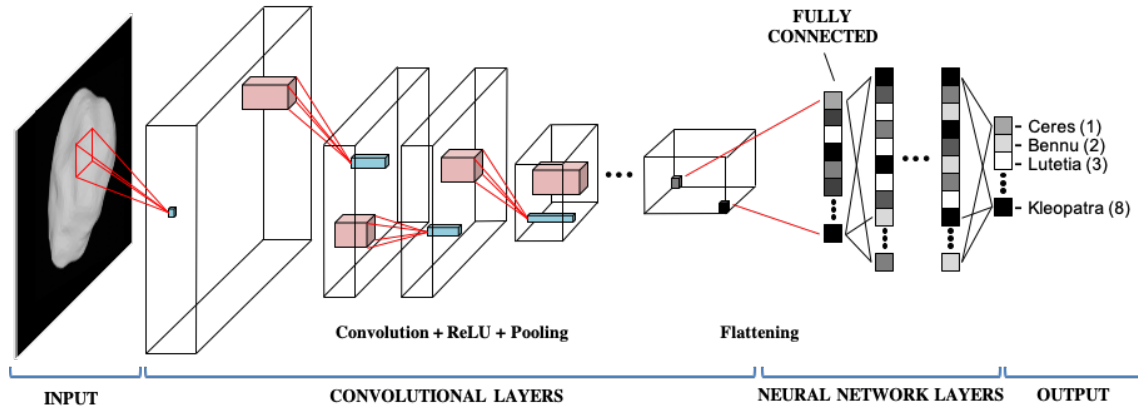 FULLY
CONNECTED
Ceres (1)
Bennu (2)
Lutetia (3)
Kleopatra (8)
Convolution + ReLU + Pooling
Flattening
INPUT
CONVOLUTIONAL LAYERS
NEURAL NETWORK LAYERS
OUTPUT